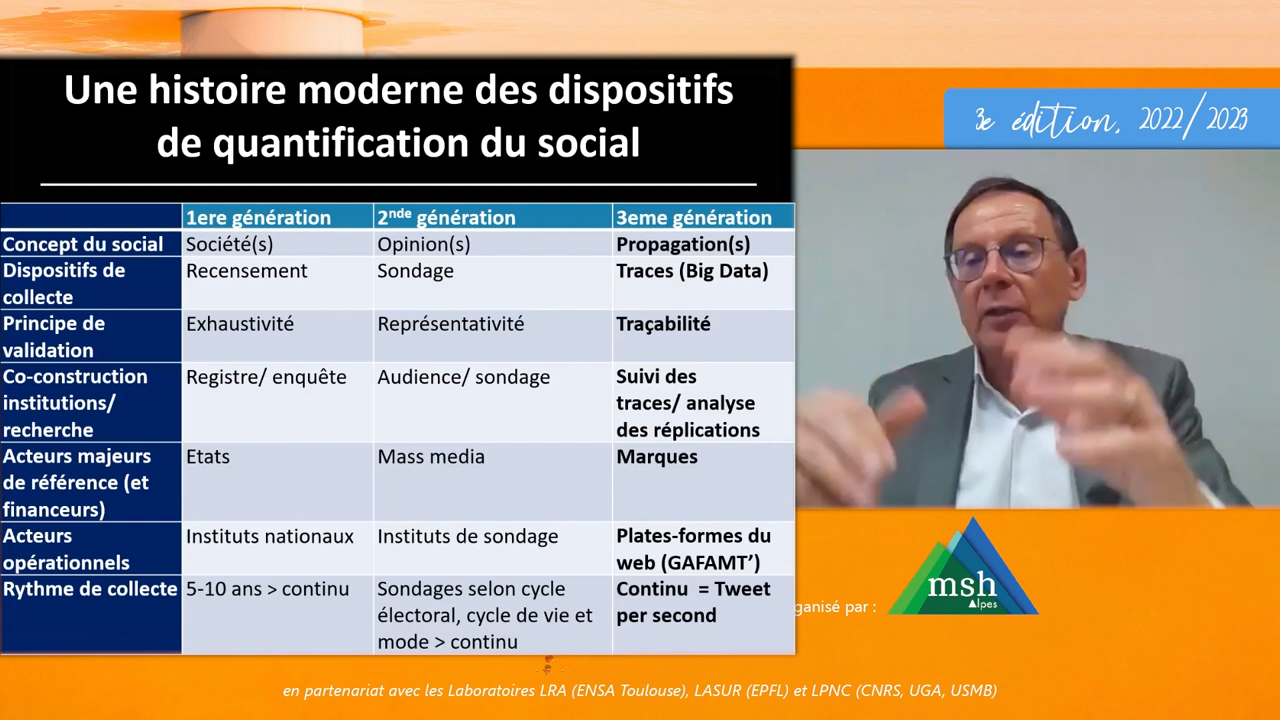 Une histoire moderne des dispositifs
de quantification du social
3e édition, 2022/2023
1ere génération 2nde génération 3eme génération
Concept du social Société(s) Opinion(s) Propagation(s)
Dispositifs de Recensement Sondage Traces (Big Data)
collecte
Principe de Exhaustivité Représentativité Traçabilité
validation
Co-construction Registre/ enquête Audience/ sondage Suivi des
institutions/ traces/ analyse
recherche des réplications
Acteurs majeurs Etats Mass media Marques
de référence (et
financeurs)
Acteurs Instituts nationaux Instituts de sondage Plates-formes du
opérationnels web (GAFAMT’)
Rythme de collecte 5-10 ans > continu Sondages selon cycle Continu = Tweet
électoral, cycle de vie et per second
mode > continu
ganisé par :
msh
Alpes
en partenariat avec les Laboratoires LRA (ENSA Toulouse), LASUR (EPFL) et LPNC (CNRS, UGA, USMB)